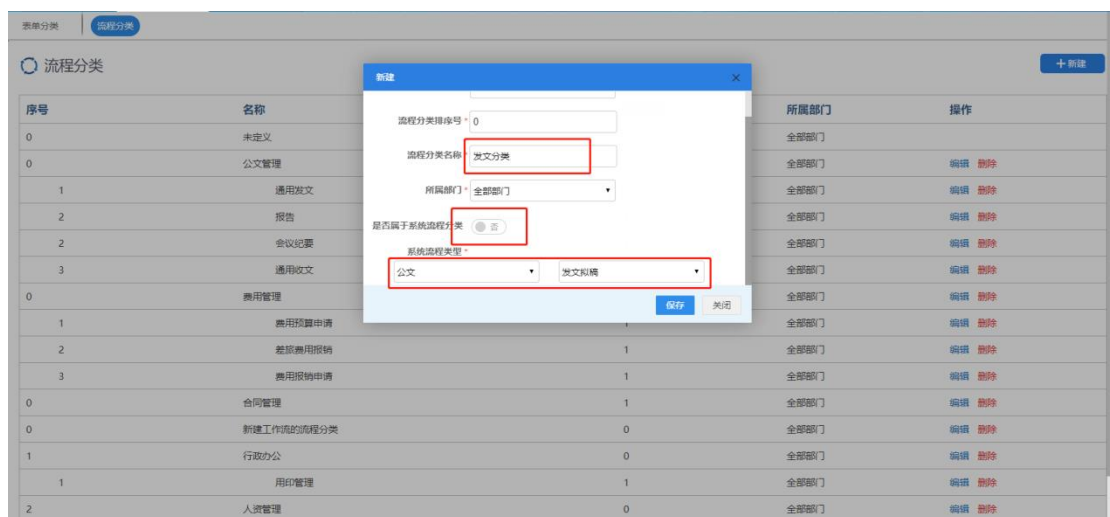 表单分类 流程分类
流程分类 +新建
新建 ×
流程分类排序号 * 0
流程分类名称 * 发文分类
所属部门 * 全部部门
是否属于系统流程分类 否
系统流程类型 *
公文 发文拟稿
保存 关闭
序号 名称 所属部门 操作
0 未定义 全部部门
0 公文管理 全部部门 编辑 删除
1 通用发文 全部部门 编辑 删除
2 报告 全部部门 编辑 删除
2 会议纪要 全部部门 编辑 删除
3 通用收文 全部部门 编辑 删除
0 费用管理 全部部门 编辑 删除
1 费用预算申请 1 全部部门 编辑 删除
2 差旅费用报销 1 全部部门 编辑 删除
3 费用报销申请 1 全部部门 编辑 删除
0 合同管理 1 全部部门 编辑 删除
0 新建工作流的流程分类 0 全部部门 编辑 删除
1 行政办公 0 全部部门 编辑 删除
1 用印管理 1 全部部门 编辑 删除
2 人资管理 0 全部部门 编辑 删除